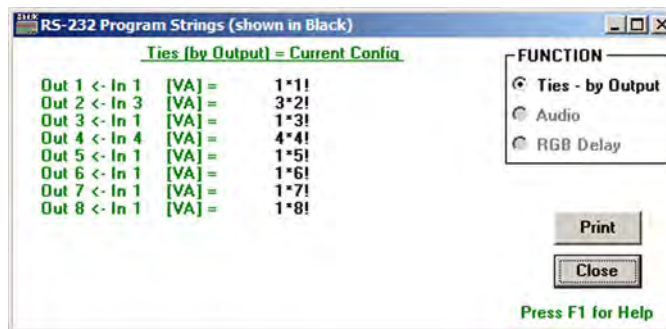 RS-232 Program Strings (shown in Black)
Ties (by Output) = Current Config
Out 1 <- In 1 [VA] = 1*1!
Out 2 <- In 3 [VA] = 3*2!
Out 3 <- In 1 [VA] = 1*3!
Out 4 <- In 4 [VA] = 4*4!
Out 5 <- In 1 [VA] = 1*5!
Out 6 <- In 1 [VA] = 1*6!
Out 7 <- In 1 [VA] = 1*7!
Out 8 <- In 1 [VA] = 1*8!
FUNCTION
Ties - by Output
Audio
RGB Delay
Print
Close
Press F1 for Help